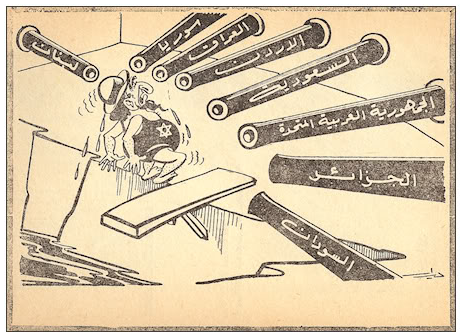 لبنان
سوريا
العراق
الاردن
السعودية
الجمهورية العربية المتحدة
الجزائر
السودان